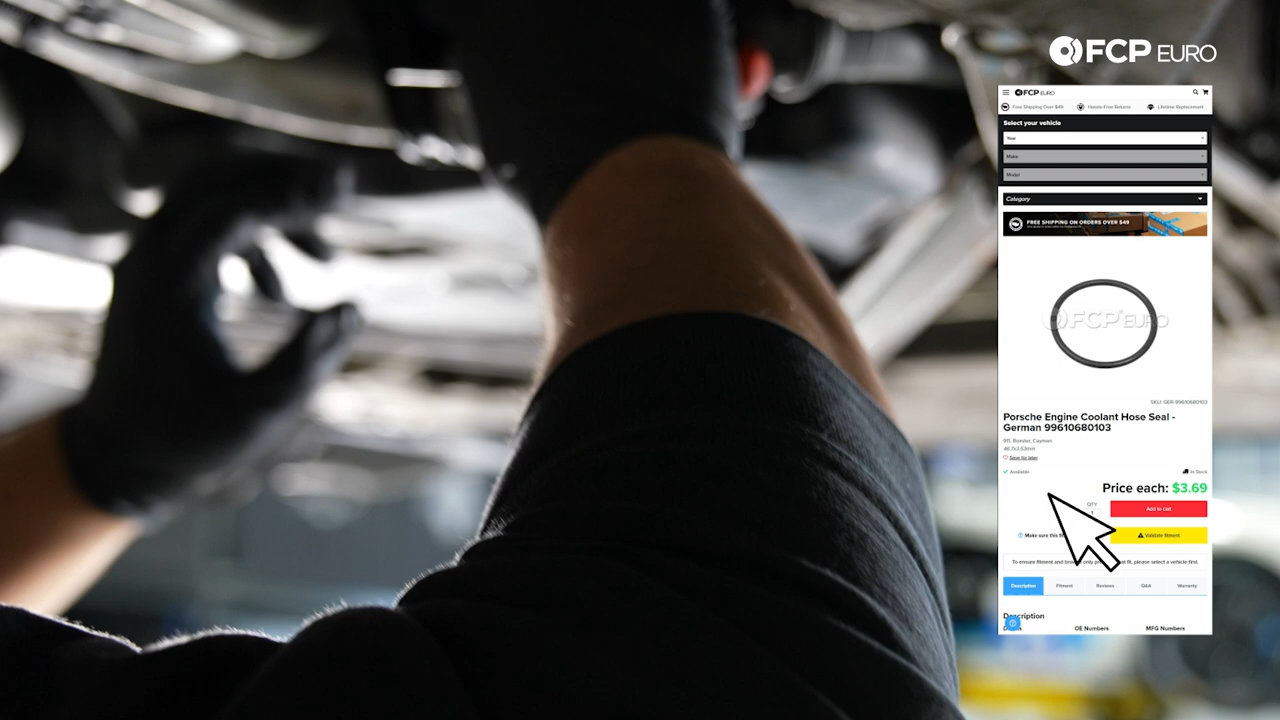 FCP EURO
FCP EURO
Free Shipping Over $49
Hassle-Free Returns
Lifetime Replacement
Select your vehicle
Year
Make
Model
Category
FREE SHIPPING ON ORDERS OVER $49
FCP EURO
SKU: GER-99610680103
Porsche Engine Coolant Hose Seal -
German 99610680103
911, Boxster, Cayman
Save for later
Available
In Stock
Price each: $3.69
QTY
1
Add to cart
Make sure this
Validate fitment
To ensure fitment and only fit, please select a vehicle first.
Description
Fitment
Reviews
Q&A
Warranty
Description
OE Numbers
MFG Numbers